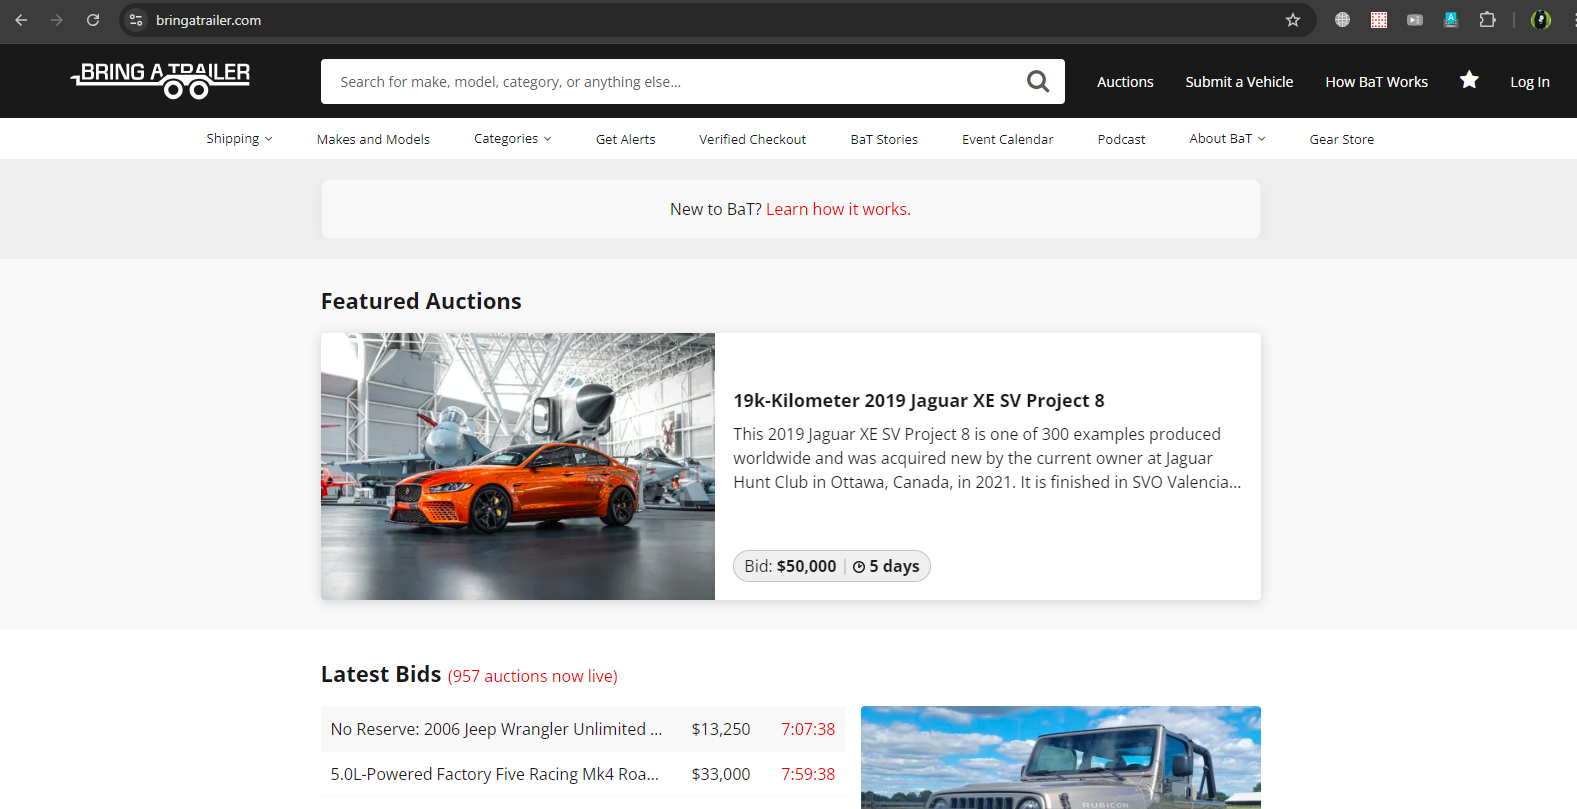 bringatrailer.com
BRING A TRAILER
Search for make, model, category, or anything else...
Auctions
Submit a Vehicle
How BaT Works
Log In
Shipping
Makes and Models
Categories
Get Alerts
Verified Checkout
BaT Stories
Event Calendar
Podcast
About BaT
Gear Store
New to BaT? Learn how it works.
Featured Auctions
19k-Kilometer 2019 Jaguar XE SV Project 8
This 2019 Jaguar XE SV Project 8 is one of 300 examples produced
worldwide and was acquired new by the current owner at Jaguar
Hunt Club in Ottawa, Canada, in 2021. It is finished in SVO Valencia...
Bid: $50,000 | 5 days
Latest Bids (957 auctions now live)
No Reserve: 2006 Jeep Wrangler Unlimited ... $13,250 7:07:38
5.0L-Powered Factory Five Racing Mk4 Roa... $33,000 7:59:38
RUBICON